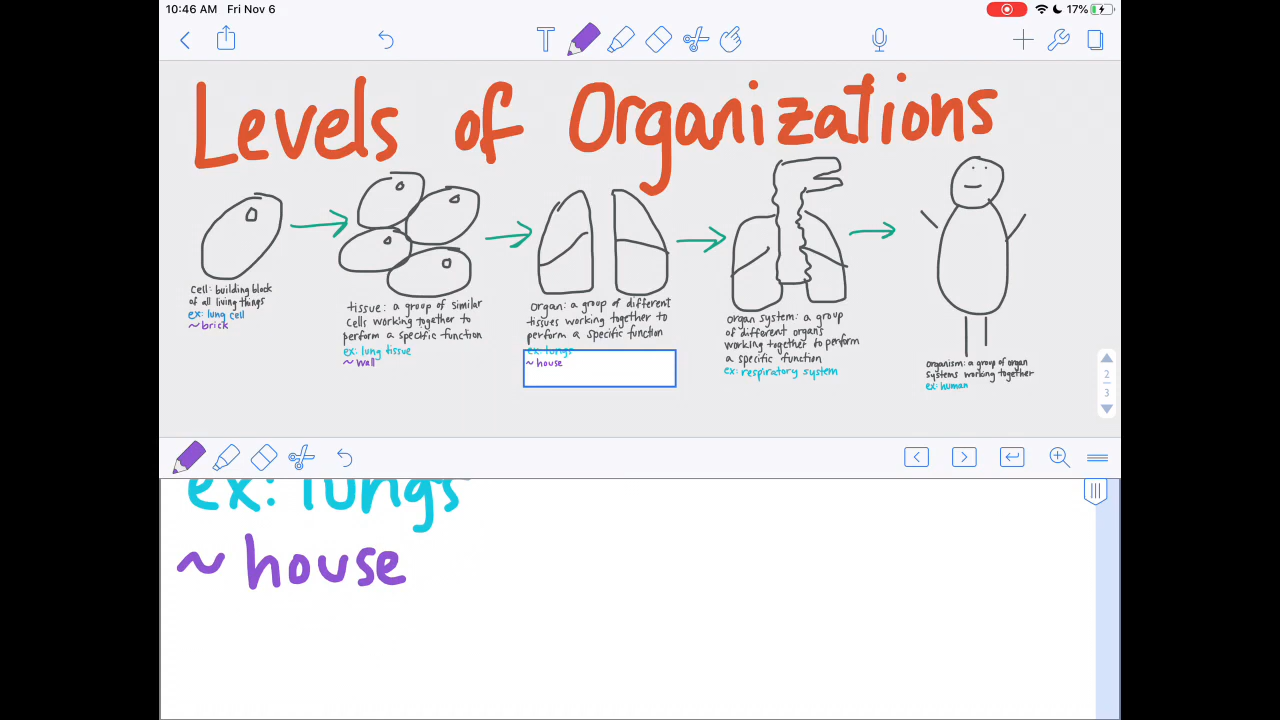 10:46 AM Fri Nov 6
17%
T
Levels of Organizations
Cell: building block
of all living things
ex: lung cell
~ brick
tissue: a group of similar
Cells working together to
perform a specific function
ex: lung tissue
~ wall
Organ: a group of different
tissues working together to
perform a specific function
ex: lungs
~ house
Organ system: a group
of different organs
working together to perform
a specific function
ex: respiratory system
Organism: a group of organ
Systems working together
ex: human
2
3
ex: lungs
~ house